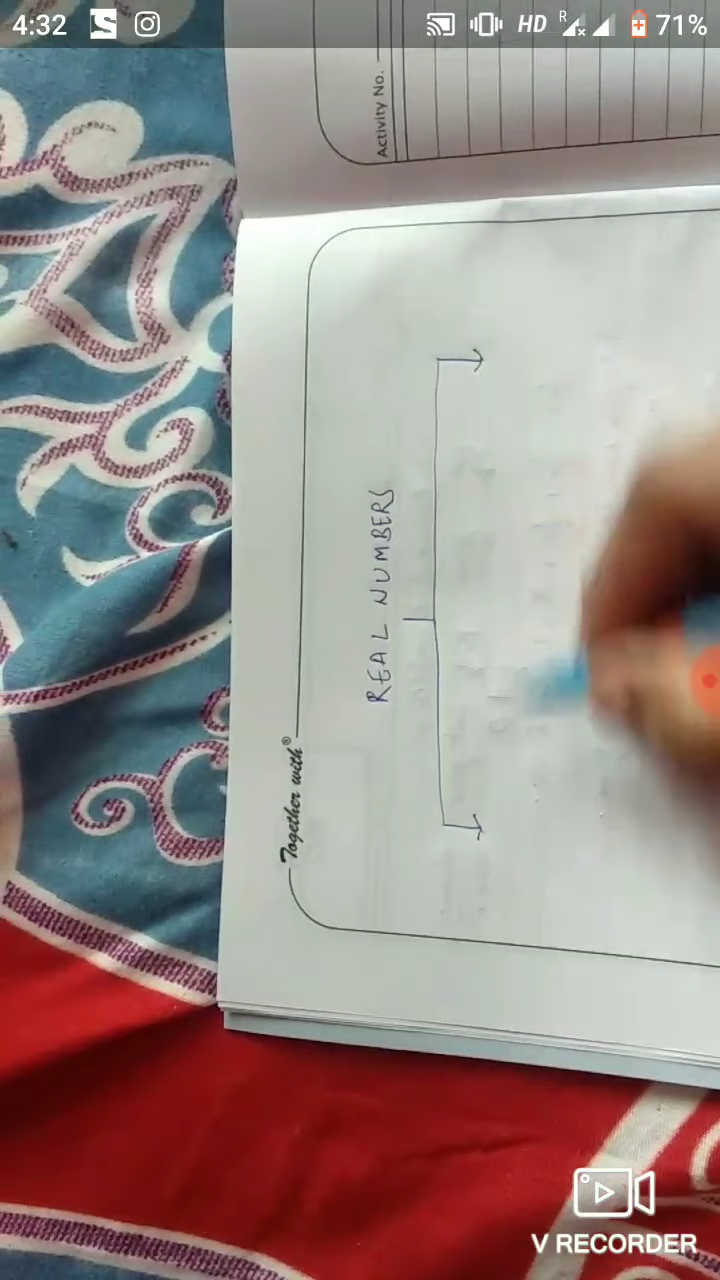 4:32
HD
R
71%
Activity No.
Together with®
REAL NUMBERS
V RECORDER